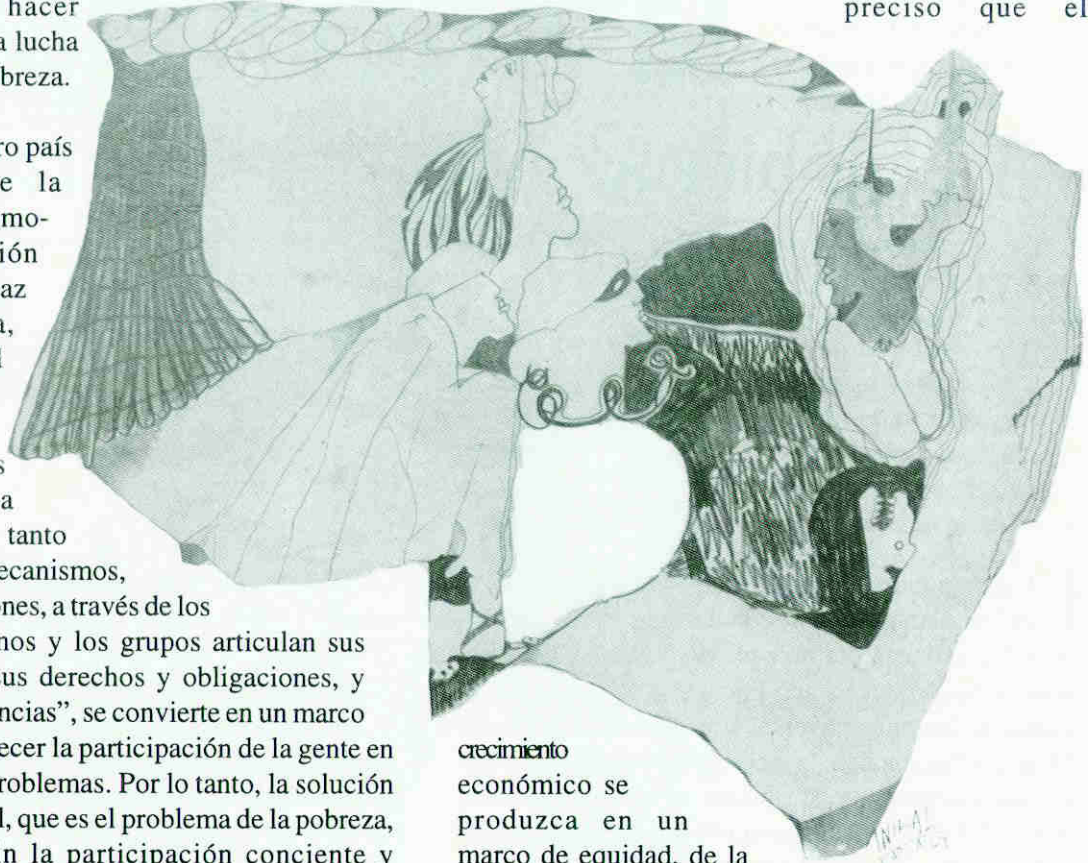 hacer
a lucha
breza.
ro país
e la
mo-
ión
az
a,
l
s
a
tanto
ecanismos,
ones, a través de los
nos y los grupos articulan sus
sus derechos y obligaciones, y
ncias”, se convierte en un marco
ecer la participación de la gente en
roblemas. Por lo tanto, la solución
l, que es el problema de la pobreza,
n la participación conciente y
preciso que el
crecimiento
económico se
produzca en un
marco de equidad, de la